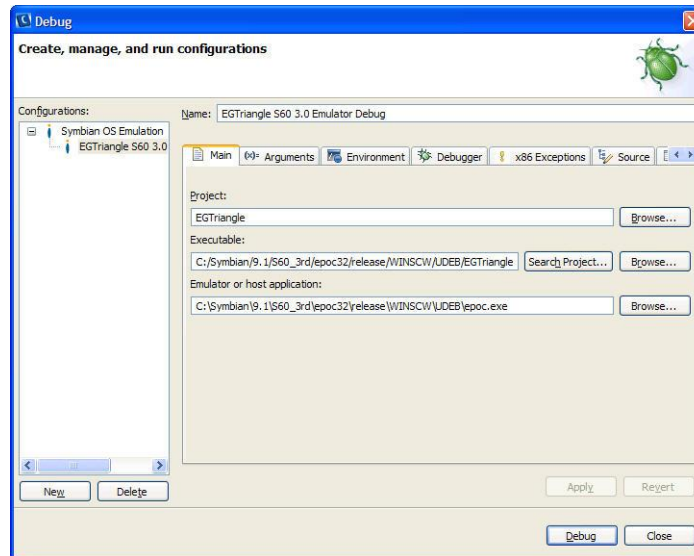 Debug
Create, manage, and run configurations
Configurations:
Symbian OS Emulation
EGTriangle S60 3.0
New
Delete
Name: EGTriangle S60 3.0 Emulator Debug
Main (x)= Arguments Environment Debugger x86 Exceptions Source
Project:
EGTriangle
Browse...
Executable:
C:/Symbian/9.1/S60_3rd/epoc32/release/WINSCW/UDEB/EGTriangle
Search Project...
Browse...
Emulator or host application:
C:\Symbian\9.1\S60_3rd\epoc32\release\WINSCW\UDEB\epoc.exe
Browse...
Apply
Revert
Debug
Close